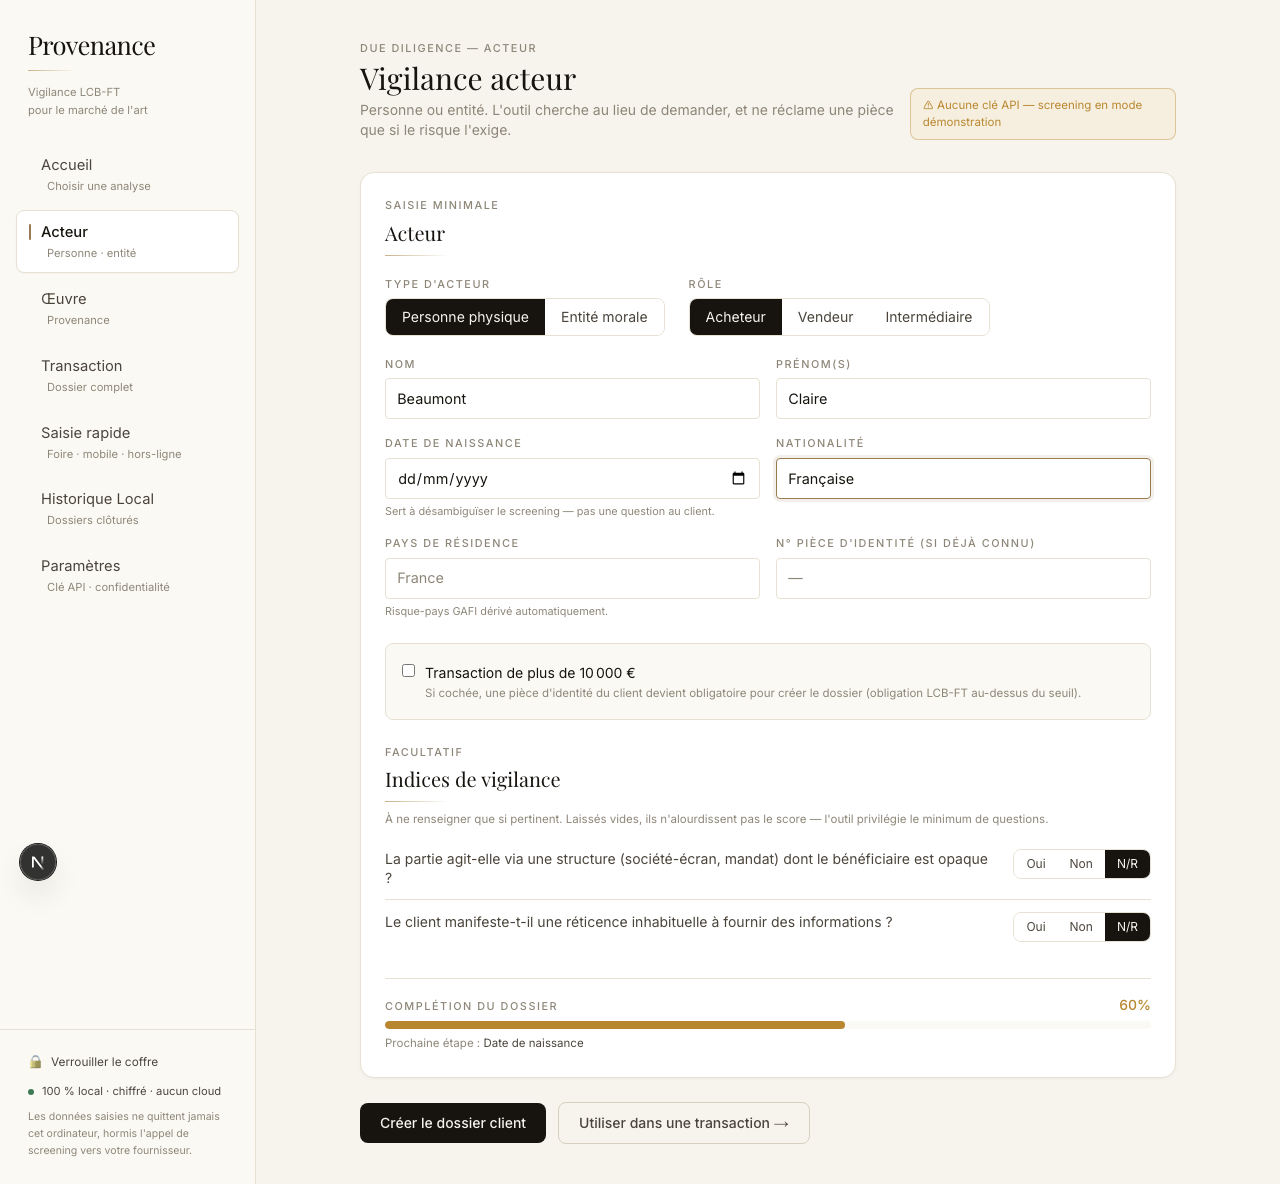 Provenance
Vigilance LCB-FT
pour le marché de l'art
Accueil
Choisir une analyse
Acteur
Personne · entité
Œuvre
Provenance
Transaction
Dossier complet
Saisie rapide
Foire · mobile · hors-ligne
Historique Local
Dossiers clôturés
Paramètres
Clé API · confidentialité
N
Verrouiller le coffre
100 % local · chiffré · aucun cloud
Les données saisies ne quittent jamais
cet ordinateur, hormis l'appel de
screening vers votre fournisseur.
DUE DILIGENCE — ACTEUR
Vigilance acteur
Personne ou entité. L'outil cherche au lieu de demander, et ne réclame une pièce
que si le risque l'exige.
⚠ Aucune clé API — screening en mode
démonstration
SAISIE MINIMALE
Acteur
TYPE D'ACTEUR
RÔLE
Personne physique
Entité morale
Acheteur
Vendeur
Intermédiaire
NOM
PRÉNOM(S)
Beaumont
Claire
DATE DE NAISSANCE
NATIONALITÉ
dd/mm/yyyy
Française
Sert à désambiguïser le screening — pas une question au client.
PAYS DE RÉSIDENCE
N° PIÈCE D'IDENTITÉ (SI DÉJÀ CONNU)
France
—
Risque-pays GAFI dérivé automatiquement.
Transaction de plus de 10 000 €
Si cochée, une pièce d'identité du client devient obligatoire pour créer le dossier (obligation LCB-FT au-dessus du seuil).
FACULTATIF
Indices de vigilance
À ne renseigner que si pertinent. Laissés vides, ils n'alourdissent pas le score — l'outil privilégie le minimum de questions.
La partie agit-elle via une structure (société-écran, mandat) dont le bénéficiaire est opaque
?
Oui Non N/R
Le client manifeste-t-il une réticence inhabituelle à fournir des informations ?
Oui Non N/R
COMPLÉTION DU DOSSIER
60%
Prochaine étape : Date de naissance
Créer le dossier client
Utiliser dans une transaction →